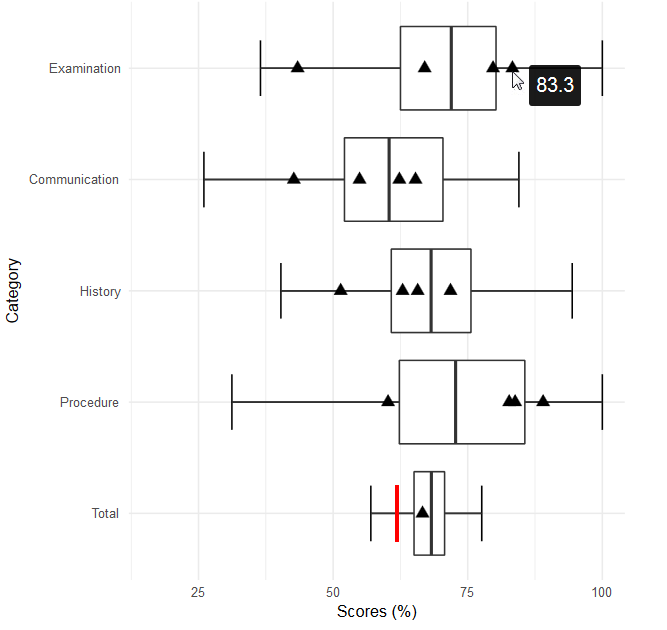 Examination
83.3
Communication
History
Category
Procedure
Total
25 50 75 100
Scores (%)